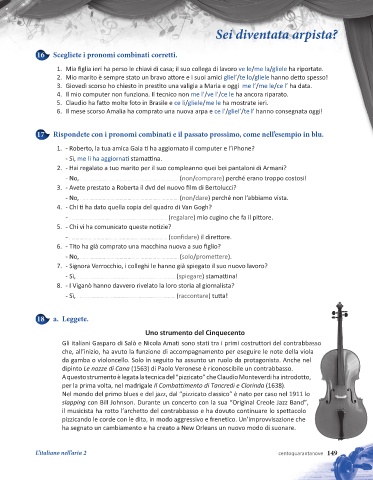 Sei diventata arpista?
16 Scegliete i pronomi combinati corretti.
1. Mia figlia ieri ha perso le chiavi di casa; il suo collega di lavoro ve le/me la/gliele ha riportate.
2. Mio marito è sempre stato un bravo attore e i suoi amici gliel'/te lo/gliele hanno detto spesso!
3. Giovedì scorso ho chiesto in prestito una valigia a Maria e oggi me l'/me le/ce l' ha data.
4. Il mio computer non funziona. Il tecnico non me l'/ve l'/ce le ha ancora riparato.
5. Claudio ha fatto molte foto in Brasile e ce li/gliele/me le ha mostrate ieri.
6. Il mese scorso Amalia ha comprato una nuova arpa e ce l'/gliel'/te l' hanno consegnata oggi!
17 Rispondete con i pronomi combinati e il passato prossimo, come nell'esempio in blu.
1. - Roberto, la tua amica Gaia ti ha aggiornato il computer e l'iPhone?
- Sì, me li ha aggiornati stamattina.
2. - Hai regalato a tuo marito per il suo compleanno quei bei pantaloni di Armani?
- No, (non/comprare) perché erano troppo costosi!
3. - Avete prestato a Roberta il dvd del nuovo film di Bertolucci?
- No, (non/dare) perché non l'abbiamo vista.
4. - Chi ti ha dato quella copia del quadro di Van Gogh?
- (regalare) mio cugino che fa il pittore.
5. - Chi vi ha comunicato queste notizie?
- (confidare) il direttore.
6. - Tito ha già comprato una macchina nuova a suo figlio?
- No, (solo/promettere).
7. - Signora Verrocchio, i colleghi le hanno già spiegato il suo nuovo lavoro?
- Sì, (spiegare) stamattina!
8. - I Viganò hanno davvero rivelato la loro storia al giornalista?
- Sì, (raccontare) tutta!
18 a. Leggete.
Uno strumento del Cinquecento
Gli italiani Gasparo di Salò e Nicola Amati sono stati tra i primi costruttori del contrabbasso
che, all'inizio, ha avuto la funzione di accompagnamento per eseguire le note della viola
da gamba o violoncello. Solo in seguito ha assunto un ruolo da protagonista. Anche nel
dipinto Le nozze di Cana (1563) di Paolo Veronese è riconoscibile un contrabbasso.
A questo strumento è legata la tecnica del "pizzicato" che Claudio Monteverdi ha introdotto,
per la prima volta, nel madrigale Il Combattimento di Tancredi e Clorinda (1638).
Nel mondo del primo blues e del jazz, dal "pizzicato classico" è nato per caso nel 1911 lo
slapping con Bill Johnson. Durante un concerto con la sua "Original Creole Jazz Band",
il musicista ha rotto l'archetto del contrabbasso e ha dovuto continuare lo spettacolo
pizzicando le corde con le dita, in modo aggressivo e frenetico. Un'improvvisazione che
ha segnato un cambiamento e ha creato a New Orleans un nuovo modo di suonare.
L'italiano nell'arte 2
centoquarantanove 149